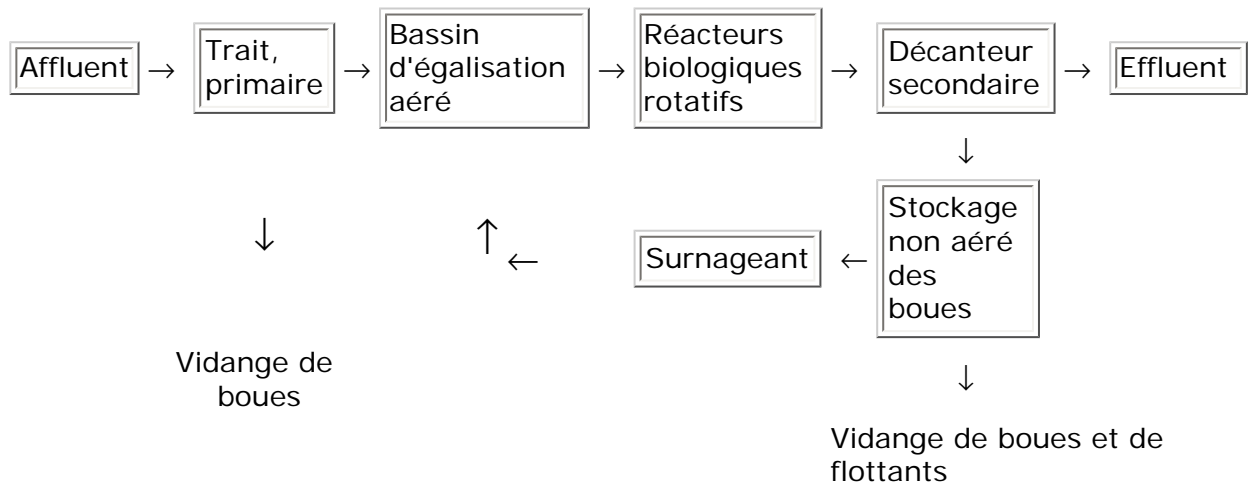 Affluent →
Trait,
primaire
→
Bassin
d'égalisation
aéré
→
Réacteurs
biologiques
rotatifs
→
Décanteur
secondaire
→
Effluent
↓
↓
↑
←
Surnageant
←
Stockage
non aéré
des
boues
Vidange de
boues
↓
Vidange de boues et de
flottants